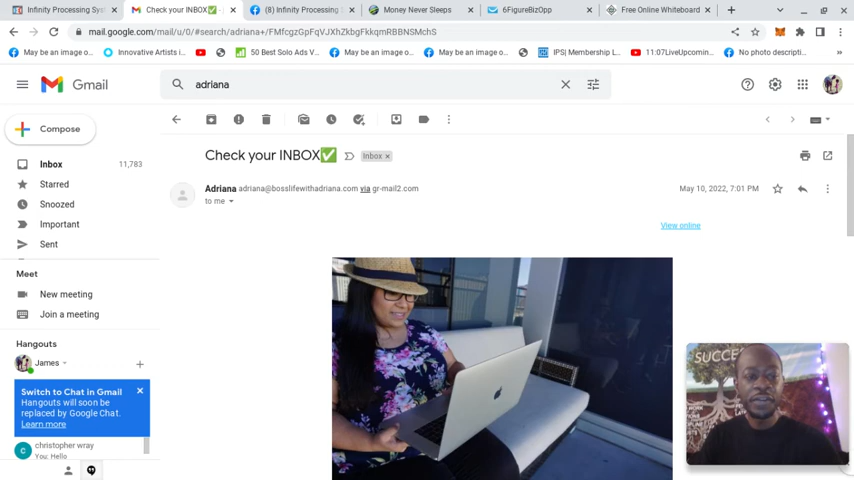 Infinity Processing Sys
Check your INBOX✅
(8) Infinity Processing
Money Never Sleeps
6FigureBizOpp
Free Online Whiteboard
mail.google.com/mail/u/0/#search/adriana+/FMfcgzGpFqVJXhZkbgFkkqmRBBNSMchS
May be an image o...
Innovative Artists i...
50 Best Solo Ads V...
May be an image o...
May be an image o...
IPS| Membership L...
11:07LiveUpcomin...
No photo descripti...
Gmail
adriana
Compose
Inbox 11,783
Starred
Snoozed
Important
Sent
Meet
New meeting
Join a meeting
Hangouts
James
Switch to Chat in Gmail
Hangouts will soon be
replaced by Google Chat.
Learn more
christopher wray
You: Hello
Check your INBOX✅ Inbox x
Adriana adriana@bosslifewithadriana.com via gr-mail2.com
May 10, 2022, 7:01 PM
to me
View online
SUCCESS